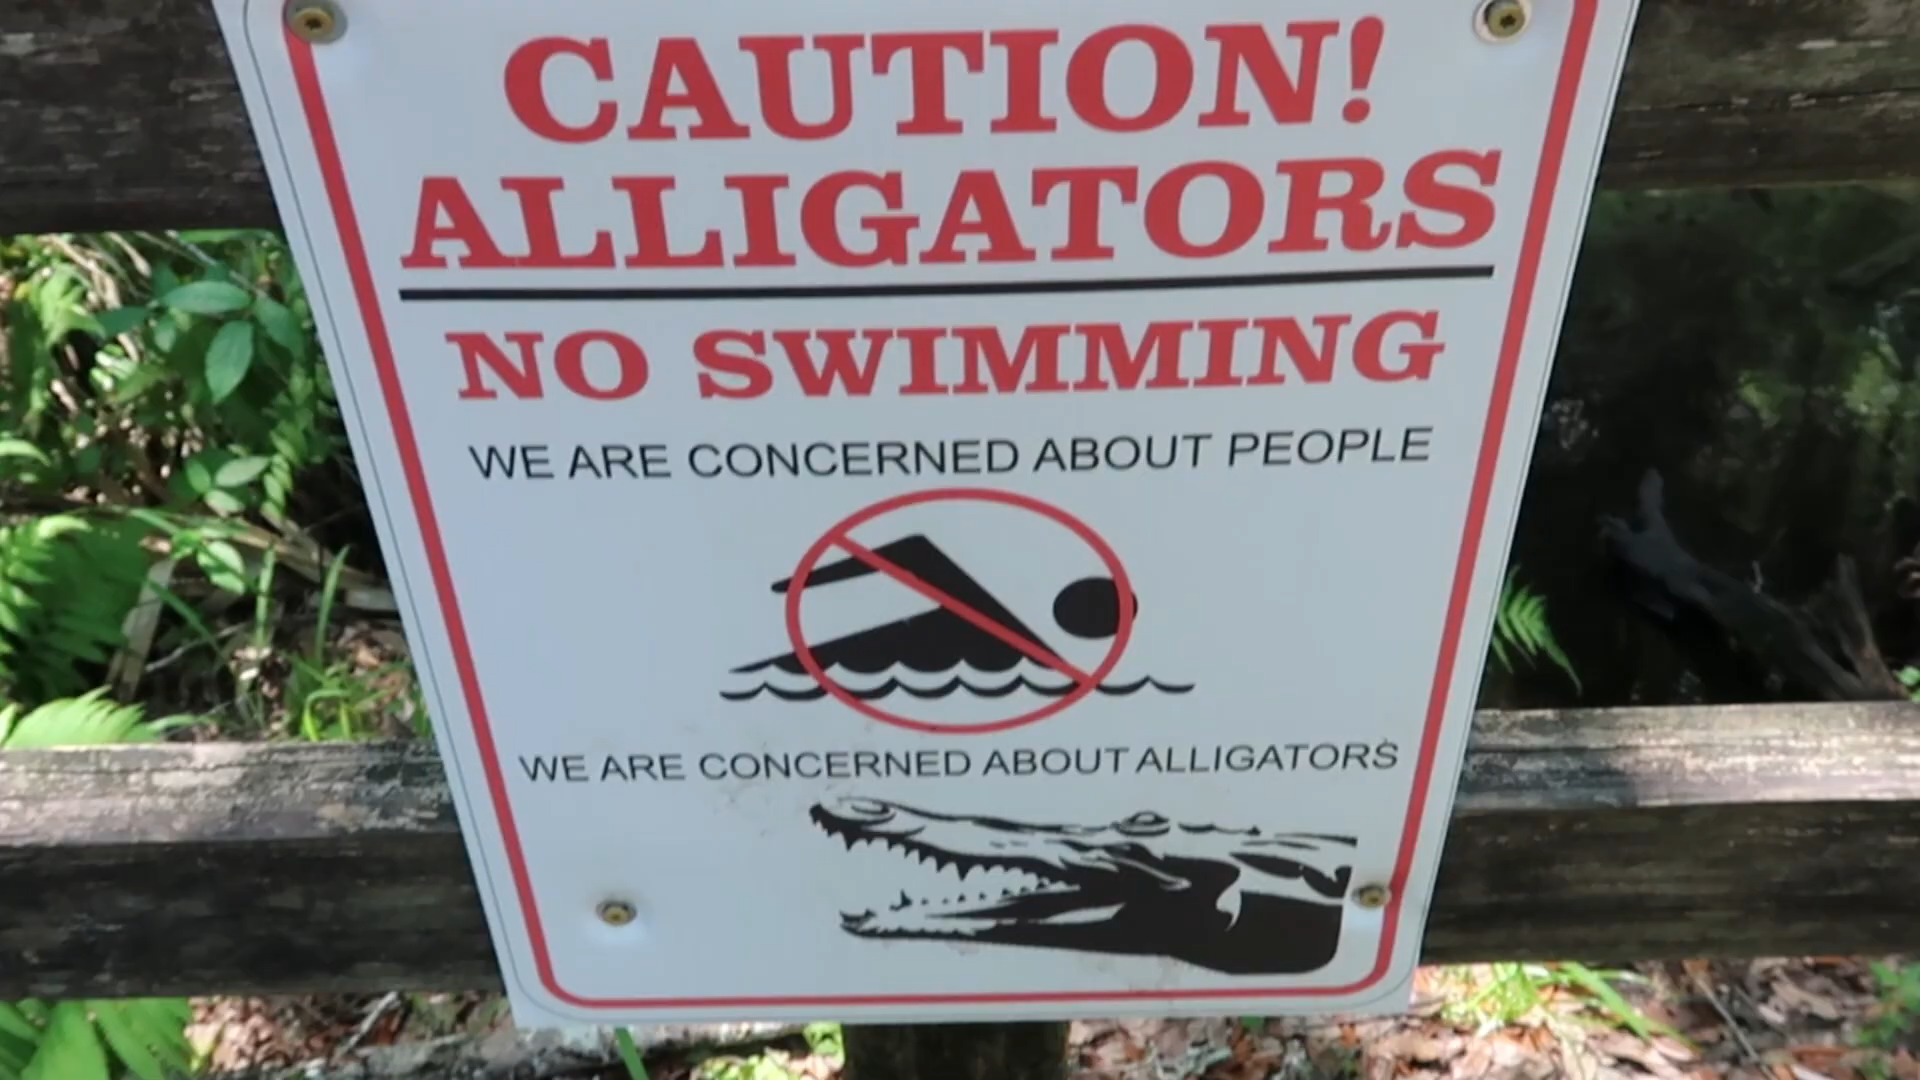 CAUTION!
ALLIGATORS
NO SWIMMING
WE ARE CONCERNED ABOUT PEOPLE
WE ARE CONCERNED ABOUT ALLIGATORS